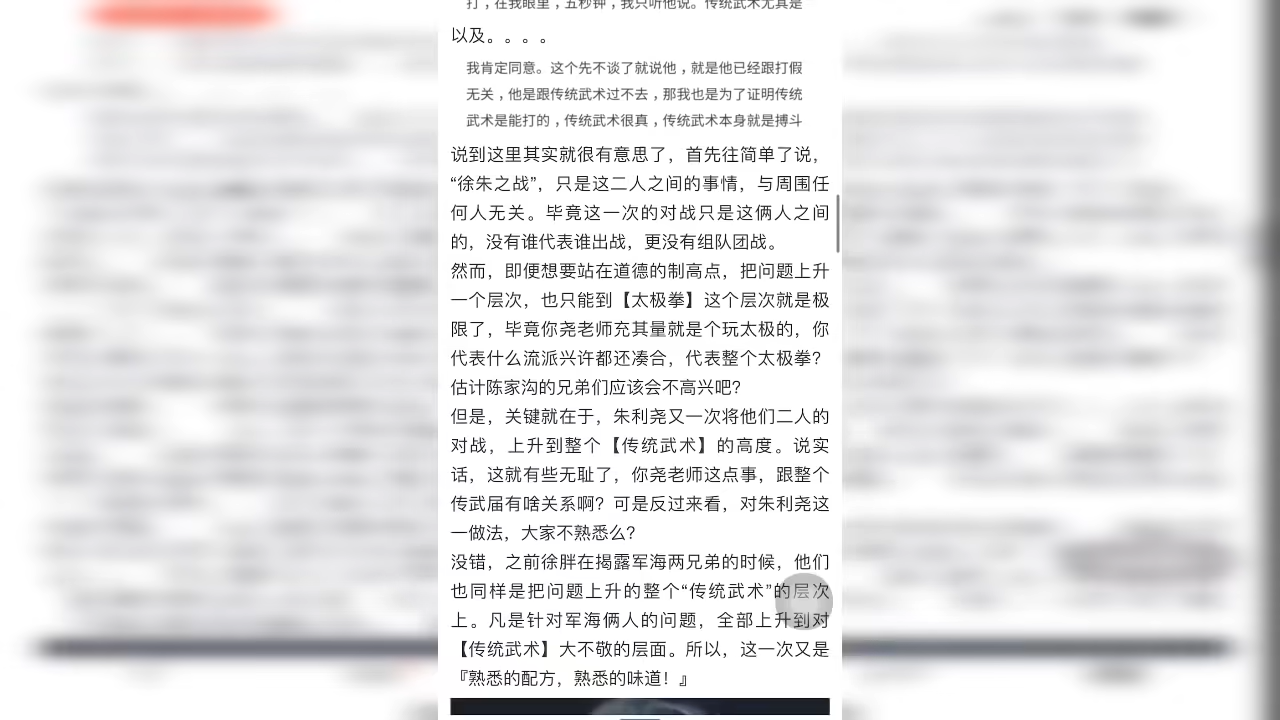 打，在我眼里，五秒钟，我只听他说。传统武术尤其是
以及。。。。
我肯定同意。这个先不谈了就说他，就是他已经跟打假
无关，他是跟传统武术过不去，那我也是为了证明传统
武术是能打的，传统武术很真，传统武术本身就是搏斗
说到这里其实就很有意思了，首先往简单了说，
“徐朱之战”，只是这二人之间的事情，与周围任
何人无关。毕竟这一次的对战只是这俩人之间
的，没有谁代表谁出战，更没有组队团战。
然而，即便想要站在道德的制高点，把问题上升
一个层次，也只能到【太极拳】这个层次就是极
限了，毕竟你尧老师充其量就是个玩太极的，你
代表什么流派兴许都还凑合，代表整个太极拳？
估计陈家沟的兄弟们应该会不高兴吧？
但是，关键就在于，朱利尧又一次将他们二人的
对战，上升到整个【传统武术】的高度。说实
话，这就有些无耻了，你尧老师这点事，跟整个
传武届有啥关系啊？可是反过来看，对朱利尧这
一做法，大家不熟悉么？
没错，之前徐胖在揭露军海两兄弟的时候，他们
也同样是把问题上升的整个“传统武术”的层次
上。凡是针对军海俩人的问题，全部上升到对
【传统武术】大不敬的层面。所以，这一次又是
『熟悉的配方，熟悉的味道！』